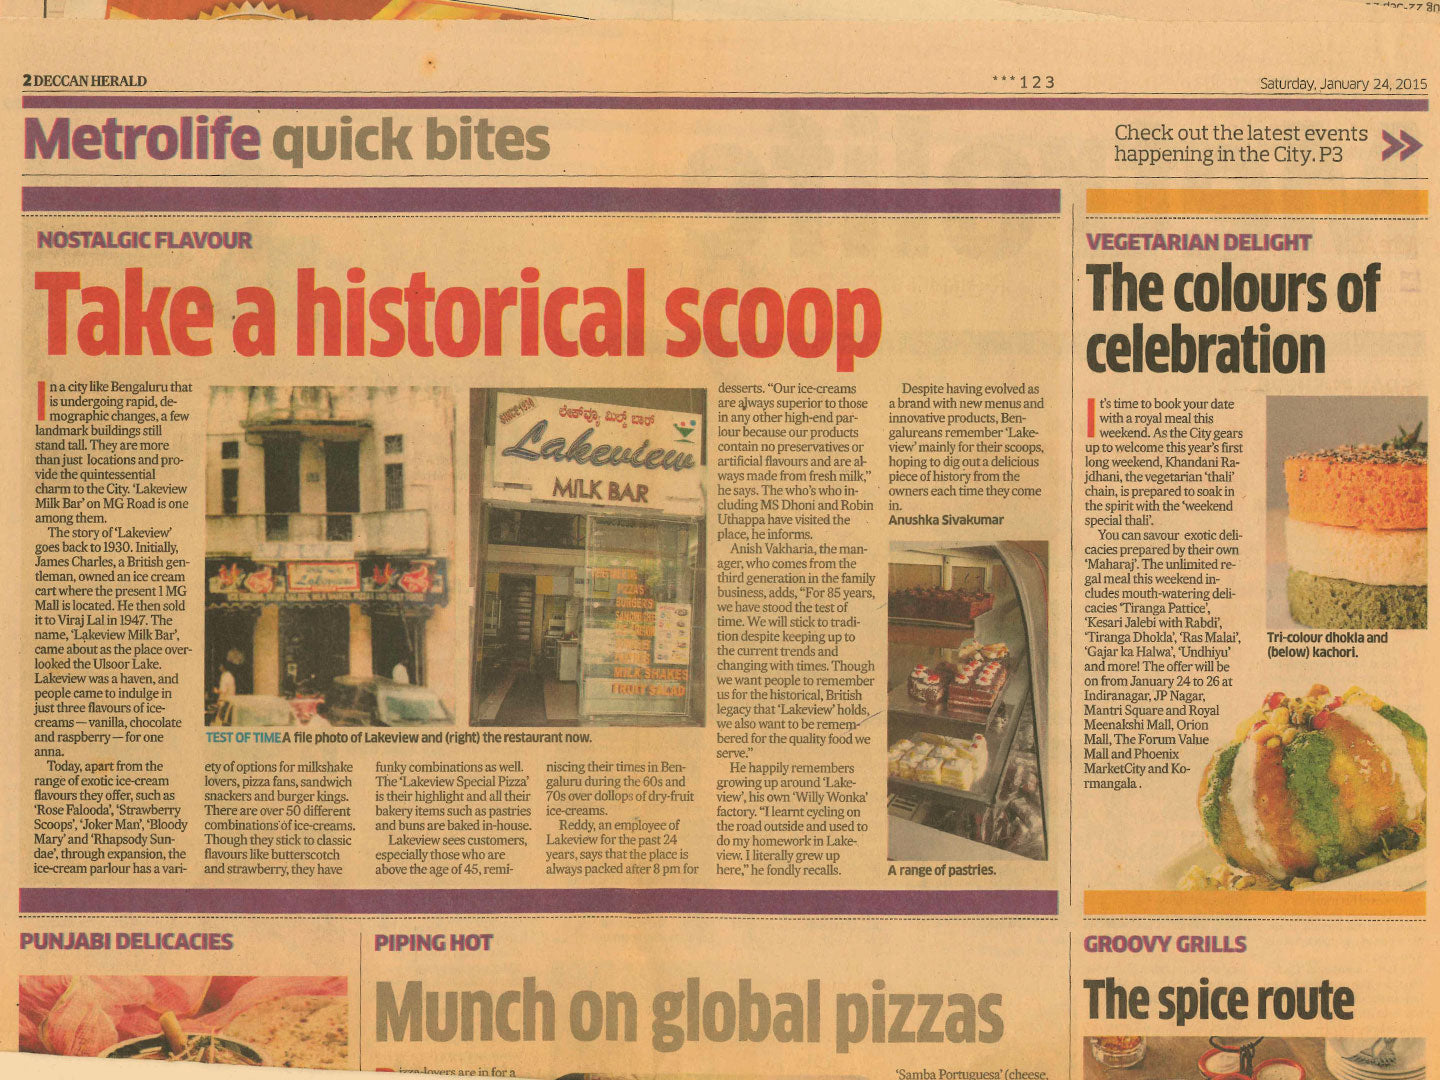 2 DECCAN HERALD
***123
Saturday, January 24, 2015
Metrolife quick bites
Check out the latest events
happening in the City. P3
NOSTALGIC FLAVOUR
Take a historical scoop
In a city like Bengaluru that
is undergoing rapid, de-
mographic changes, a few
landmark buildings still
stand tall. They are more
than just locations and pro-
vide the quintessential
charm to the City. 'Lakeview
Milk Bar' on MG Road is one
among them.
The story of 'Lakeview'
goes back to 1930. Initially,
James Charles, a British gen-
tleman, owned an ice cream
cart where the present 1 MG
Mall is located. He then sold
it to Viraj Lal in 1947. The
name, 'Lakeview Milk Bar',
came about as the place over-
looked the Ulsoor Lake.
Lakeview was a haven, and
people came to indulge in
just three flavours of ice-
creams — vanilla, chocolate
and raspberry — for one
anna.
Today, apart from the
range of exotic ice-cream
flavours they offer, such as
'Rose Falooda', 'Strawberry
Scoops', 'Joker Man', 'Bloody
Mary' and 'Rhapsody Sun-
dae', through expansion, the
ice-cream parlour has a vari-
Lakeview
SINCE 1930
ಲೇಕ್‌ವ್ಯೂ ಮಿಲ್ಕ್ ಬಾರ್
Lakeview
MILK BAR
PIZZA'S
BURGERS
MILK SHAKES
FRUIT SALAD
TEST OF TIME A file photo of Lakeview and (right) the restaurant now.
ety of options for milkshake
lovers, pizza fans, sandwich
snackers and burger kings.
There are over 50 different
combinations of ice-creams.
Though they stick to classic
flavours like butterscotch
and strawberry, they have
funky combinations as well.
The 'Lakeview Special Pizza'
is their highlight and all their
bakery items such as pastries
and buns are baked in-house.
Lakeview sees customers,
especially those who are
above the age of 45, remi-
niscing their times in Ben-
galuru during the 60s and
70s over dollops of dry-fruit
ice-creams.
Reddy, an employee of
Lakeview for the past 24
years, says that the place is
always packed after 8 pm for
desserts. "Our ice-creams
are always superior to those
in any other high-end par-
lour because our products
contain no preservatives or
artificial flavours and are al-
ways made from fresh milk,"
he says. The who's who in-
cluding MS Dhoni and Robin
Uthappa have visited the
place, he informs.
Anish Vakharia, the man-
ager, who comes from the
third generation in the family
business, adds, "For 85 years,
we have stood the test of
time. We will stick to tradi-
tion despite keeping up to
the current trends and
changing with times. Though
we want people to remember
us for the historical, British
legacy that 'Lakeview' holds,
we also want to be remem-
bered for the quality food we
serve."
He happily remembers
growing up around 'Lake-
view', his own 'Willy Wonka'
factory. "I learnt cycling on
the road outside and used to
do my homework in Lake-
view. I literally grew up
here," he fondly recalls.
Despite having evolved as
a brand with new menus and
innovative products, Ben-
galureans remember 'Lake-
view' mainly for their scoops,
hoping to dig out a delicious
piece of history from the
owners each time they come
in.
Anushka Sivakumar
A range of pastries.
VEGETARIAN DELIGHT
The colours of
celebration
It's time to book your date
with a royal meal this
weekend. As the City gears
up to welcome this year's first
long weekend, Khandani Ra-
jdhani, the vegetarian 'thali'
chain, is prepared to soak in
the spirit with the 'weekend
special thali'.
You can savour exotic deli-
cacies prepared by their own
'Maharaj'. The unlimited re-
gal meal this weekend in-
cludes mouth-watering deli-
cacies 'Tiranga Pattice',
'Kesari Jalebi with Rabdi',
'Tiranga Dhokla', 'Ras Malai',
'Gajar ka Halwa', 'Undhiyu'
and more! The offer will be
on from January 24 to 26 at
Indiranagar, JP Nagar,
Mantri Square and Royal
Meenakshi Mall, Orion
Mall, The Forum Value
Mall and Phoenix
MarketCity and Ko-
rmangala.
Tri-colour dhokla and
(below) kachori.
PUNJABI DELICACIES
PIPING HOT
Munch on global pizzas
Pizza-lovers are in for a
'Samba Portuguesa' (cheese,
GROOVY GRILLS
The spice route